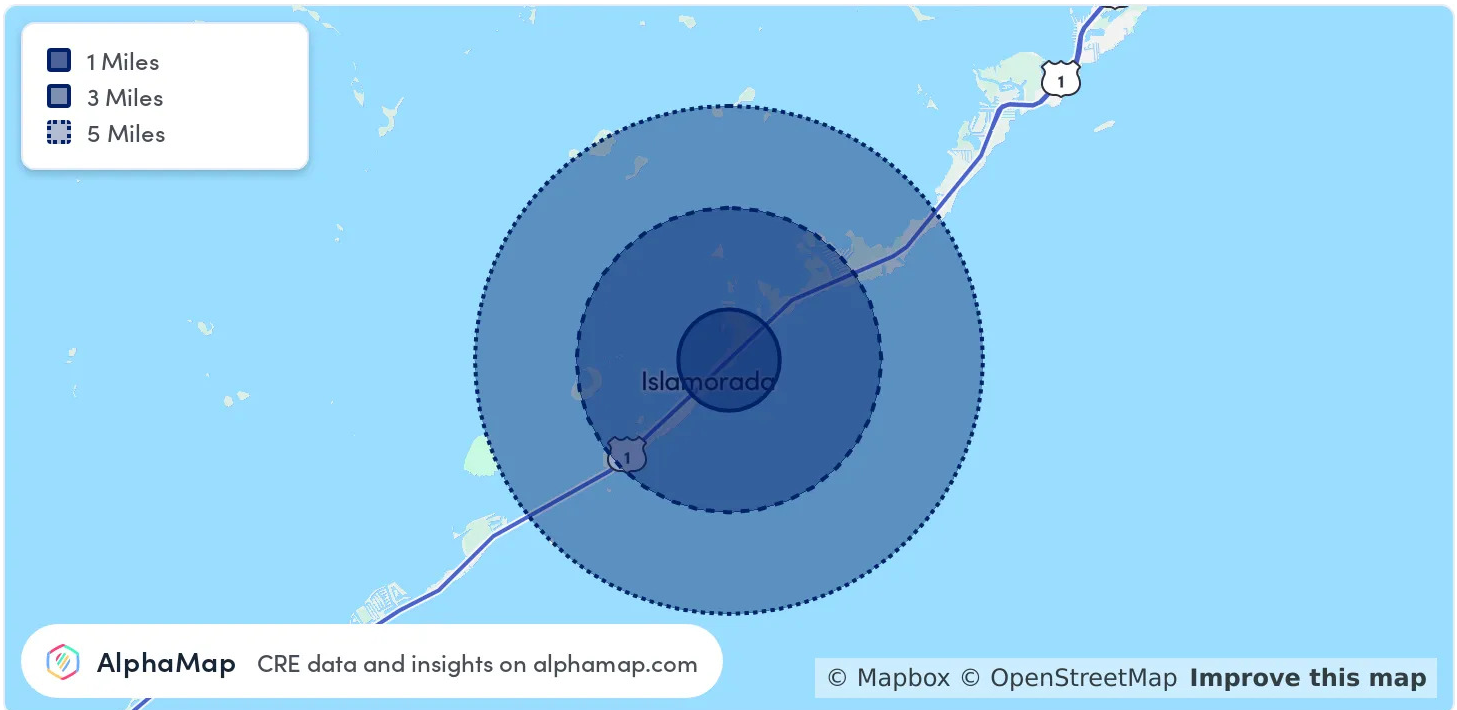 1 Miles
3 Miles
5 Miles
1
Islamorada
1
AlphaMap CRE data and insights on alphamap.com
© Mapbox © OpenStreetMap Improve this map